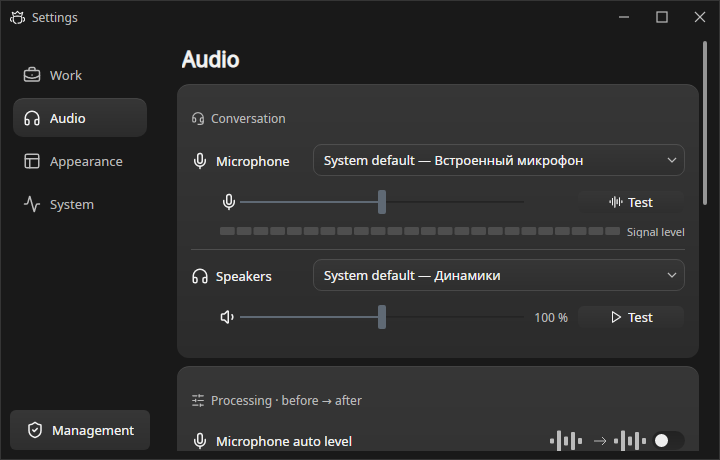 Settings
Work
Audio
Appearance
System
Management
Audio
Conversation
Microphone
System default — Встроенный микрофон
Test
Signal level
Speakers
System default — Динамики
100 %
Test
Processing · before → after
Microphone auto level
→